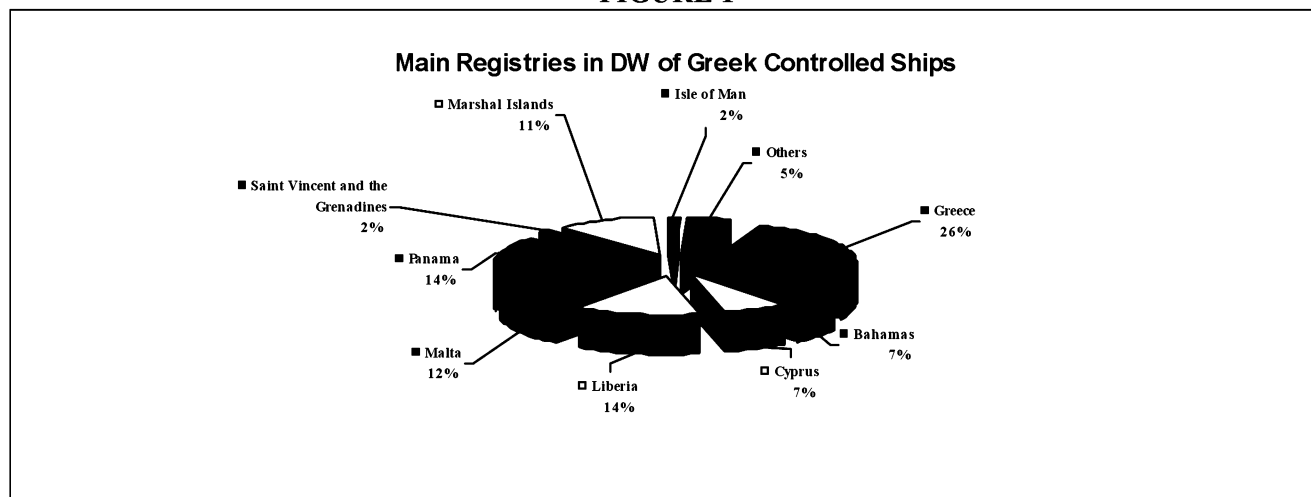 FIGURE 1
Main Registries in DW of Greek Controlled Ships
Isle of Man
2%
Marshal Islands
11%
Others
5%
Saint Vincent and the
Grenadines
2%
Greece
26%
Panama
14%
Bahamas
7%
Malta
12%
Cyprus
7%
Liberia
14%